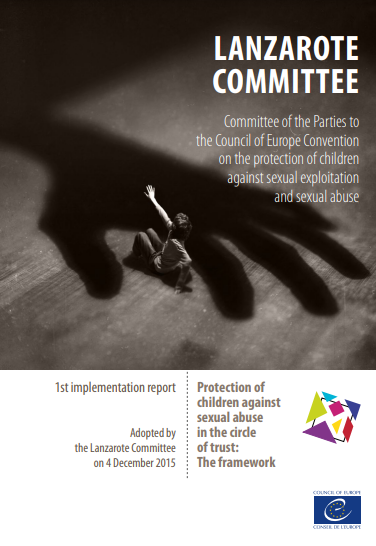 LANZAROTE
COMMITTEE
Committee of the Parties to
the Council of Europe Convention
on the protection of children
against sexual exploitation
and sexual abuse
1st implementation report
Adopted by
the Lanzarote Committee
on 4 December 2015
Protection of
children against
sexual abuse
in the circle
of trust:
The framework
COUNCIL OF EUROPE
CONSEIL DE L'EUROPE